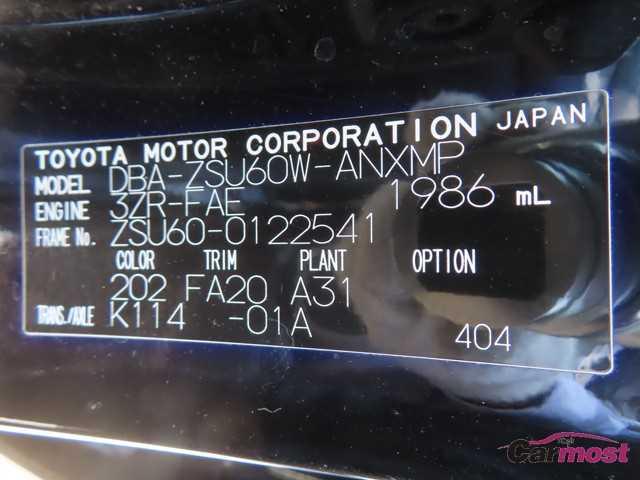 TOYOTA MOTOR CORPORATION JAPAN
MODEL DBA-ZSU60W-ANXMP
ENGINE 3ZR-FAE 1986 mL
FRAME No. ZSU60-0122541
COLOR TRIM PLANT OPTION
202 FA20 A31
TRANS./AXLE K114 -01A
404
Carmost